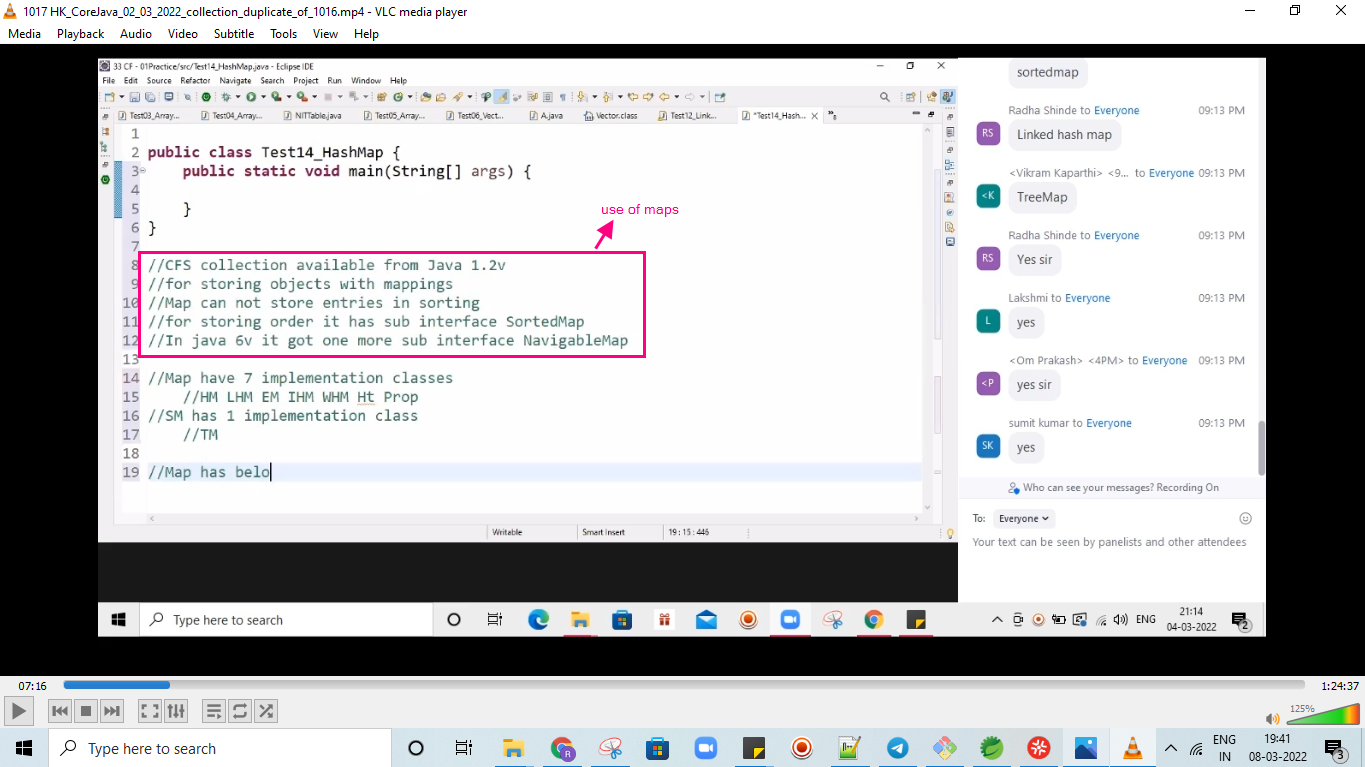 1017 HK_CoreJava_02_03_2022_collection_duplicate_of_1016.mp4 - VLC media player
Media Playback Audio Video Subtitle Tools View Help
33 CF - 01Practice/src/Test14_HashMap.java - Eclipse IDE
File Edit Source Refactor Navigate Search Project Run Window Help
Test03_Array... Test04_Array... NITTable.java Test05_Array... Test06_Vect... A.java Vector.class Test12_Link... *Test14_Hash...
1
2 public class Test14_HashMap {
3 public static void main(String[] args) {
4
5 }
6 }
7
use of maps
8 //CFS collection available from Java 1.2v
9 //for storing objects with mappings
10 //Map can not store entries in sorting
11 //for storing order it has sub interface SortedMap
12 //In java 6v it got one more sub interface NavigableMap
13
14 //Map have 7 implementation classes
15 //HM LHM EM IHM WHM Ht Prop
16 //SM has 1 implementation class
17 //TM
18
19 //Map has belo
Writable Smart Insert 19 : 15 : 446
sortedmap
Radha Shinde to Everyone 09:13 PM
RS Linked hash map
<Vikram Kaparthi> <9... to Everyone 09:13 PM
<K TreeMap
Radha Shinde to Everyone 09:13 PM
RS Yes sir
Lakshmi to Everyone 09:13 PM
L yes
<Om Prakash> <4PM> to Everyone 09:13 PM
<P yes sir
sumit kumar to Everyone 09:13 PM
SK yes
Who can see your messages? Recording On
To: Everyone
Your text can be seen by panelists and other attendees
Type here to search
ENG
21:14
04-03-2022
2
07:16
1:24:37
125%
Type here to search
R
ENG
IN
19:41
08-03-2022
3